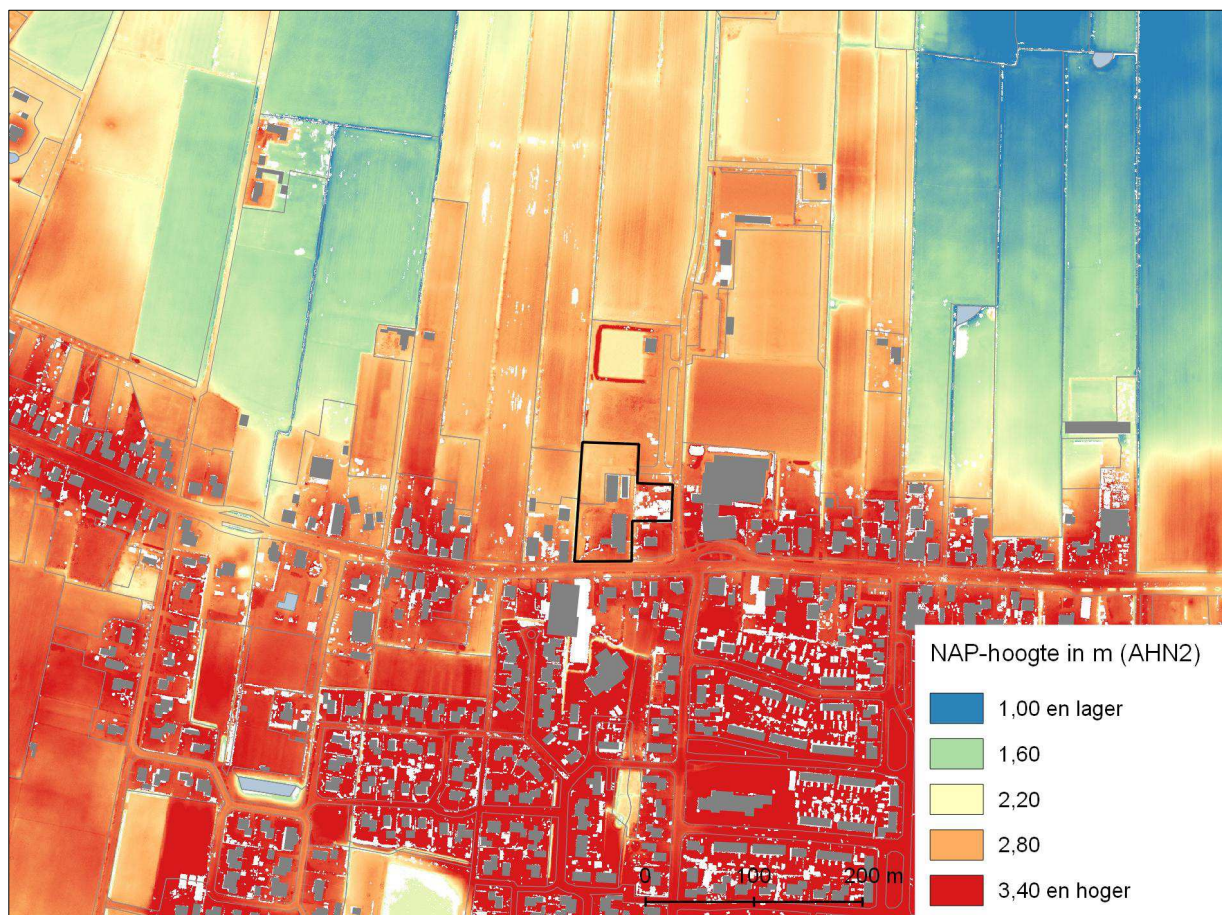 NAP-hoogte in m (AHN2)
1,00 en lager
1,60
2,20
2,80
3,40 en hoger
0 100 200 m